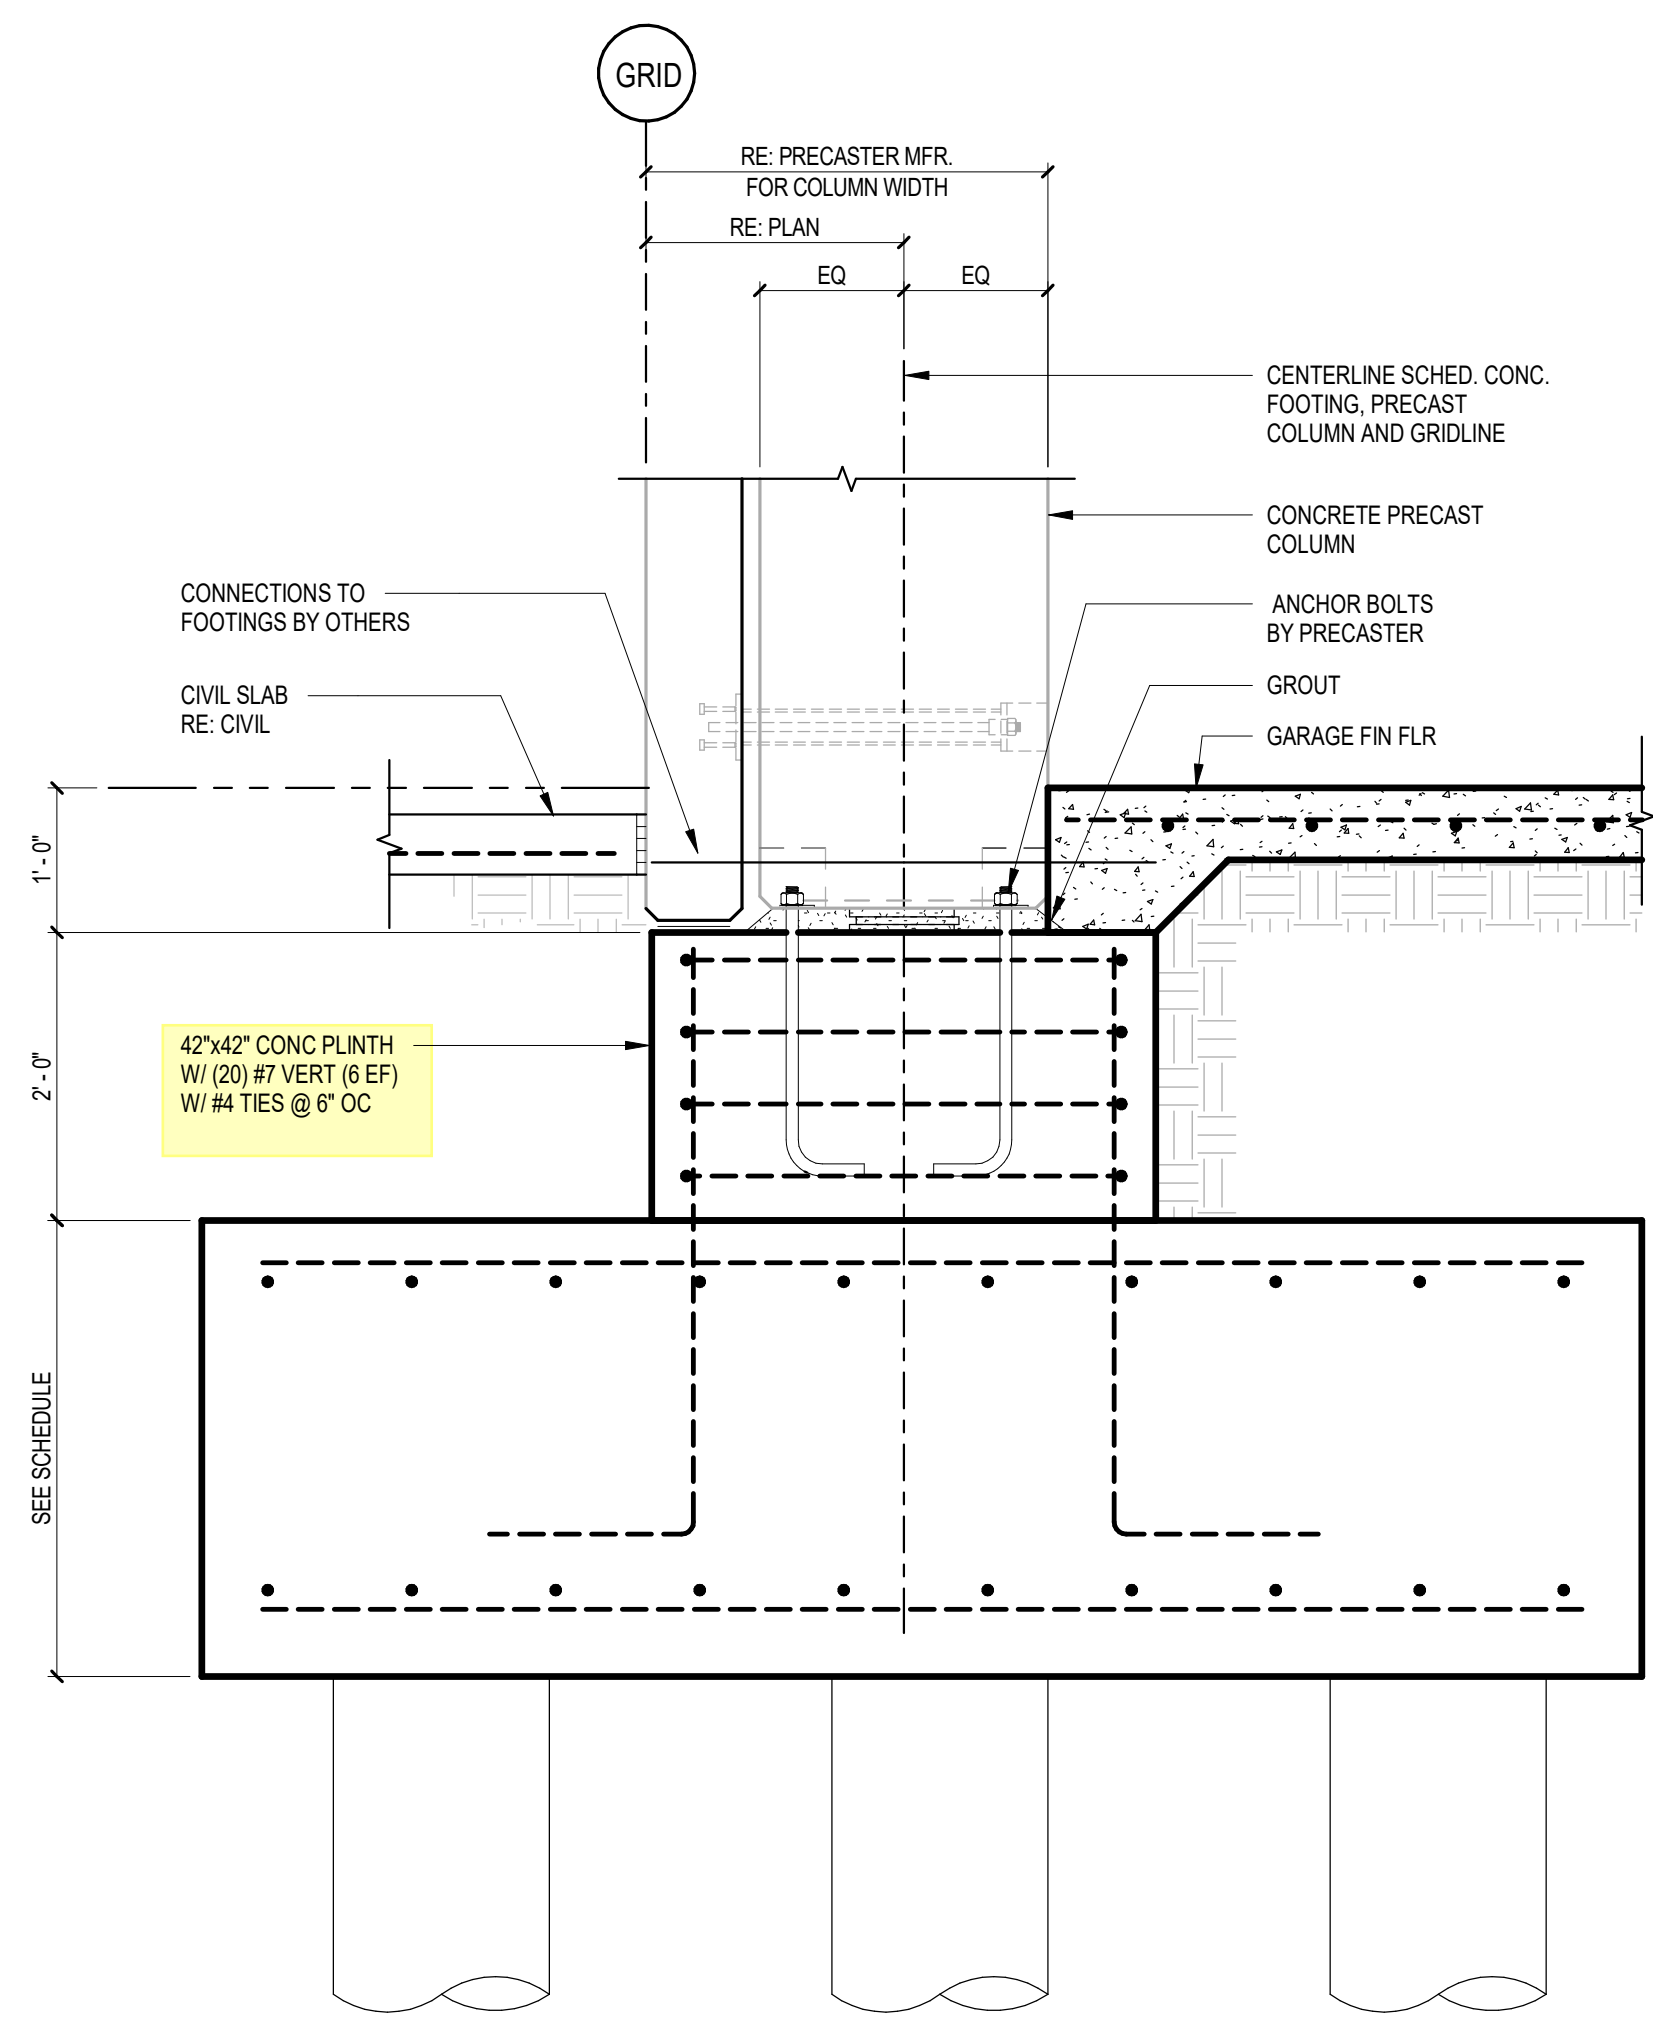 GRID
RE: PRECASTER MFR.
FOR COLUMN WIDTH
RE: PLAN
EQ
EQ
CENTERLINE SCHED. CONC.
FOOTING, PRECAST
COLUMN AND GRIDLINE
CONCRETE PRECAST
COLUMN
CONNECTIONS TO
FOOTINGS BY OTHERS
ANCHOR BOLTS
BY PRECASTER
CIVIL SLAB
RE: CIVIL
GROUT
GARAGE FIN FLR
1' - 0"
2' - 0"
42"x42" CONC PLINTH
W/ (20) #7 VERT (6 EF)
W/ #4 TIES @ 6" OC
SEE SCHEDULE